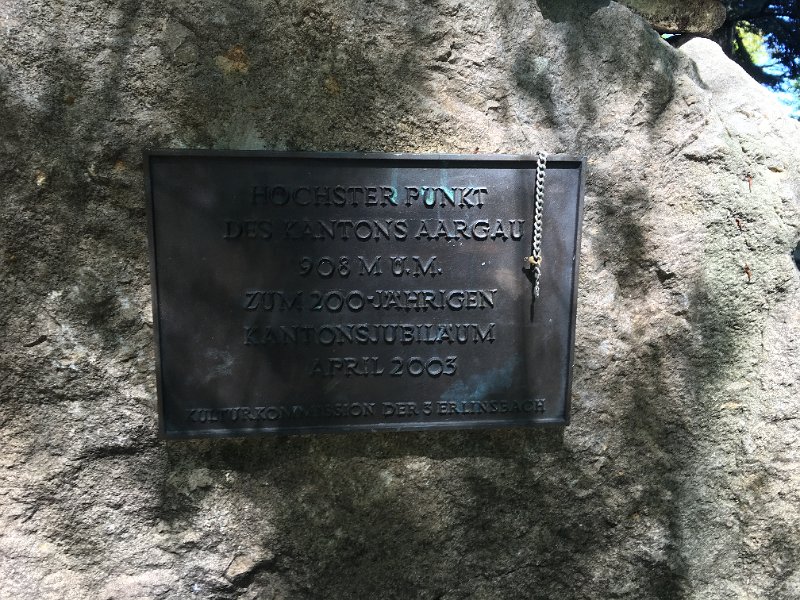 HÖCHSTER PUNKT
DES KANTONS AARGAU
908 M Ü.M.
ZUM 200-JÄHRIGEN
KANTONSJUBILÄUM
APRIL 2003
KULTURKOMMISSION DER 3 ERLINSBACH